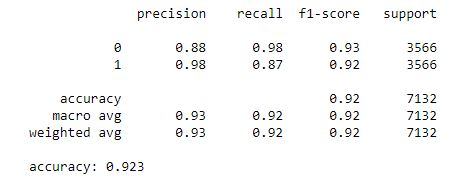 precision recall f1-score support
0 0.88 0.98 0.93 3566
1 0.98 0.87 0.92 3566
accuracy 0.92 7132
macro avg 0.93 0.92 0.92 7132
weighted avg 0.93 0.92 0.92 7132
accuracy: 0.923